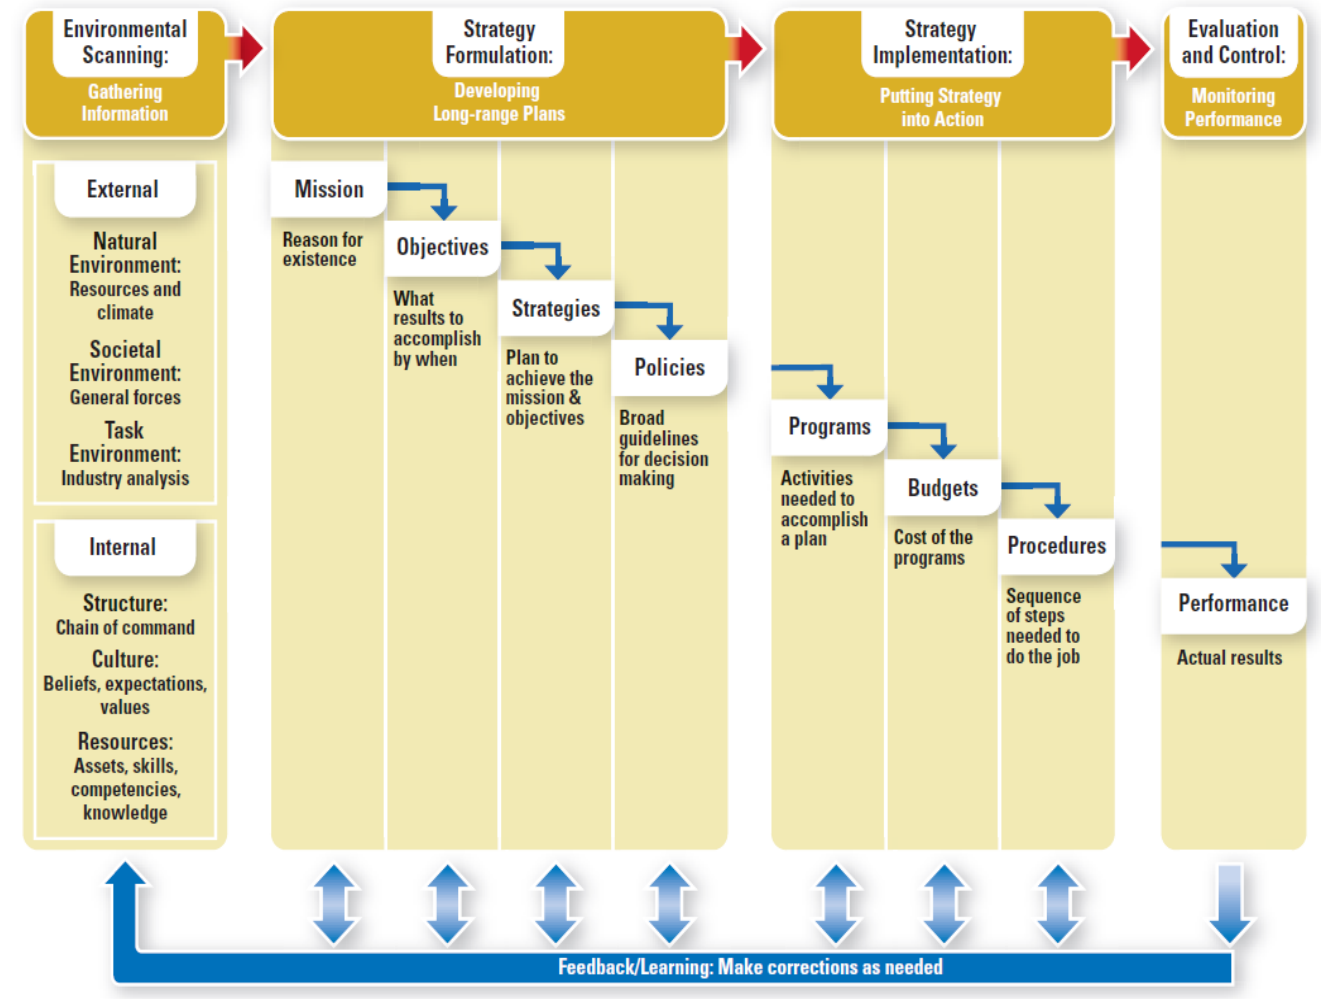 Environmental
Scanning:
Gathering
Information
External
Natural
Environment:
Resources and
climate
Societal
Environment:
General forces
Task
Environment:
Industry analysis
Internal
Structure:
Chain of command
Culture:
Beliefs, expectations,
values
Resources:
Assets, skills,
competencies,
knowledge
Strategy
Formulation:
Developing
Long-range Plans
Mission
Reason for
existence
Objectives
What
results to
accomplish
by when
Strategies
Plan to
achieve the
mission &
objectives
Policies
Broad
guidelines
for decision
making
Strategy
Implementation:
Putting Strategy
into Action
Programs
Activities
needed to
accomplish
a plan
Budgets
Cost of the
programs
Procedures
Sequence
of steps
needed to
do the job
Evaluation
and Control:
Monitoring
Performance
Performance
Actual results
Feedback/Learning: Make corrections as needed